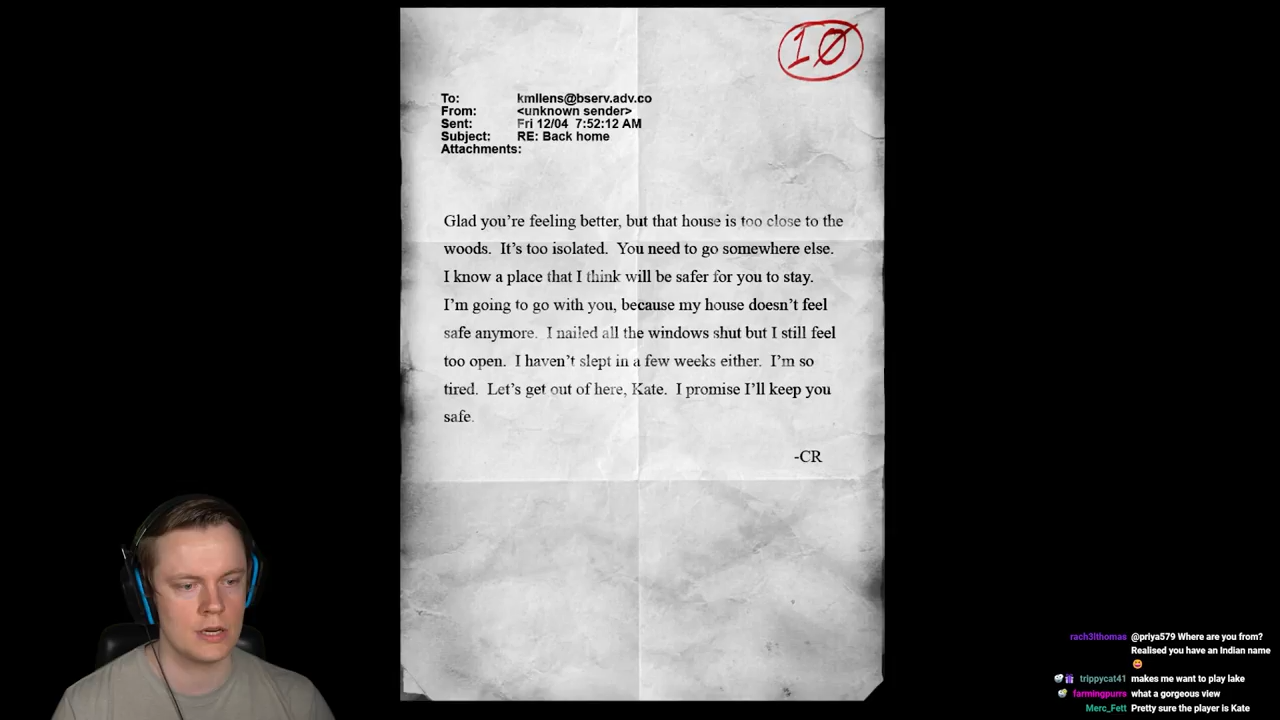 10
To: kmllens@bserv.adv.co
From: <unknown sender>
Sent: Fri 12/04 7:52:12 AM
Subject: RE: Back home
Attachments:
Glad you’re feeling better, but that house is too close to the
woods. It’s too isolated. You need to go somewhere else.
I know a place that I think will be safer for you to stay.
I’m going to go with you, because my house doesn’t feel
safe anymore. I nailed all the windows shut but I still feel
too open. I haven’t slept in a few weeks either. I’m so
tired. Let’s get out of here, Kate. I promise I’ll keep you
safe.
-CR
rach3lthomas @priya579 Where are you from?
Realised you have an Indian name
😄
trippycat41 makes me want to play lake
farmingpurrs what a gorgeous view
Merc_Fett Pretty sure the player is Kate